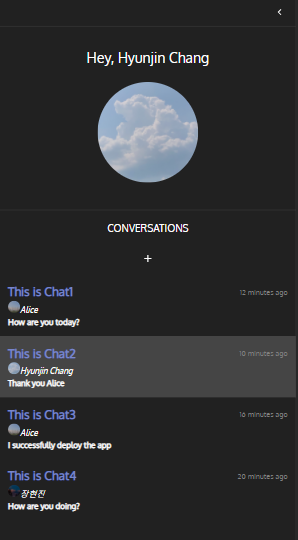 Hey, Hyunjin Chang
CONVERSATIONS
+
This is Chat1
12 minutes ago
Alice
How are you today?
This is Chat2
10 minutes ago
Hyunjin Chang
Thank you Alice
This is Chat3
16 minutes ago
Alice
I successfully deploy the app
This is Chat4
20 minutes ago
장현진
How are you doing?